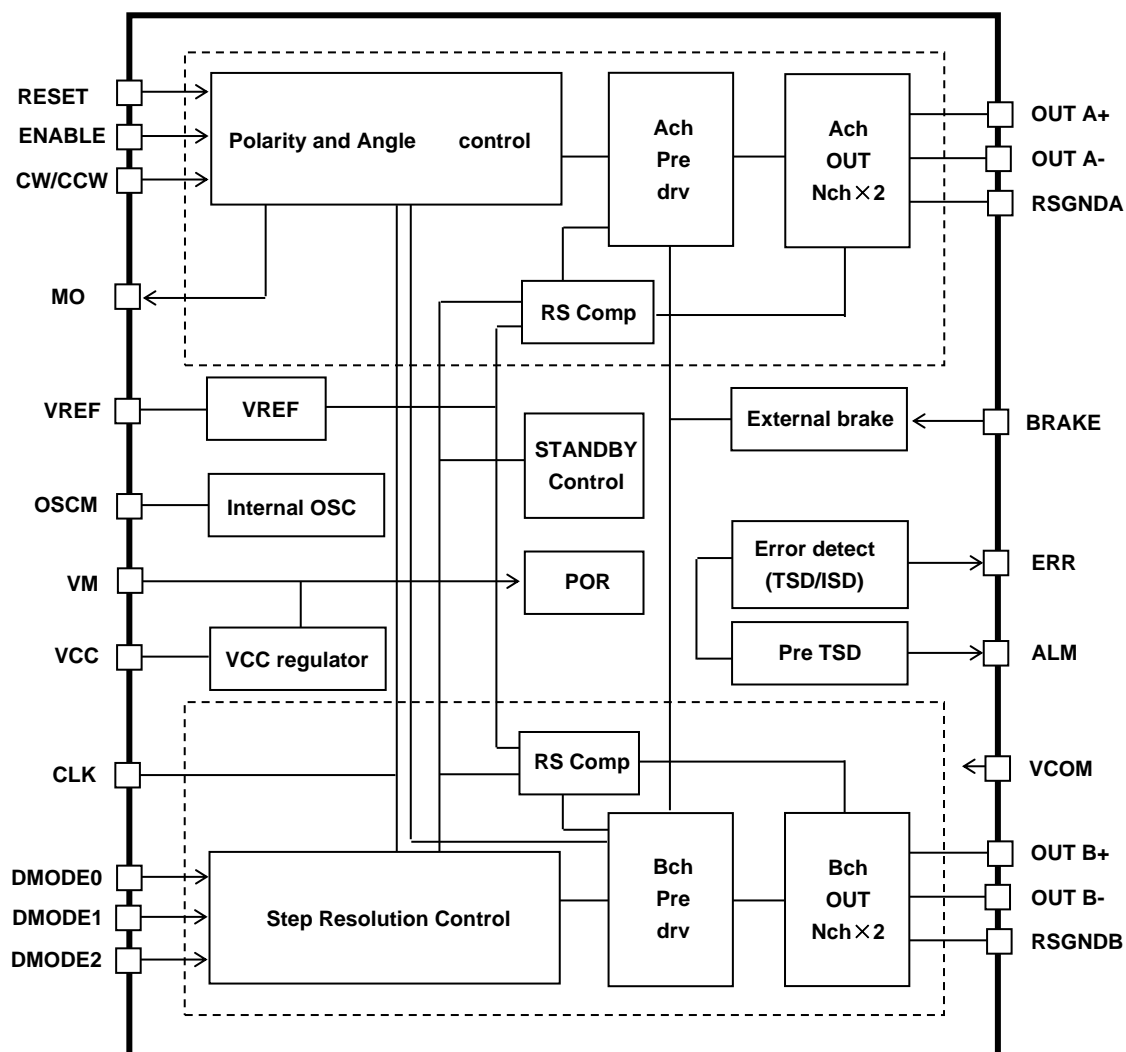 RESET
ENABLE
CW/CCW
MO
VREF
OSCM
VM
VCC
CLK
DMODE0
DMODE1
DMODE2
Polarity and Angle control
Ach
Pre
drv
Ach
OUT
Nch×2
RS Comp
VREF
STANDBY
Control
External brake
Internal OSC
POR
Error detect
(TSD/ISD)
VCC regulator
Pre TSD
RS Comp
Step Resolution Control
Bch
Pre
drv
Bch
OUT
Nch×2
OUT A+
OUT A-
RSGNDA
BRAKE
ERR
ALM
VCOM
OUT B+
OUT B-
RSGNDB